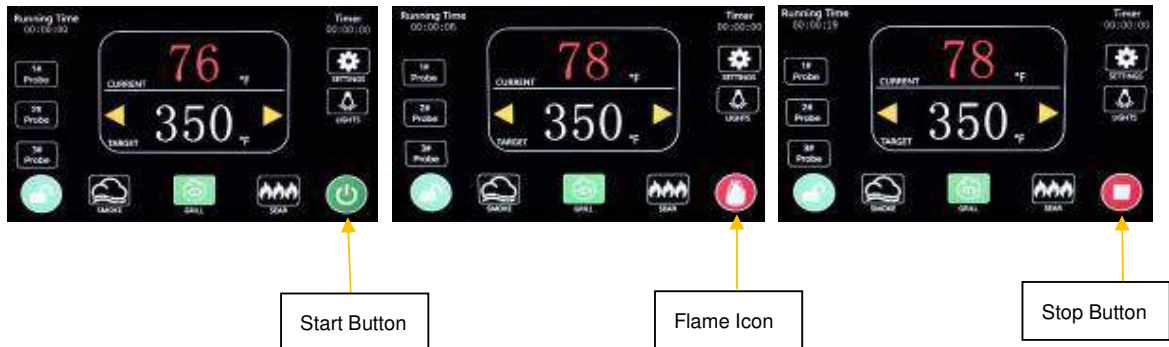 Running Time
00:00:00
Timer
00:00:00
76 °F
CURRENT
350 °F
TARGET
1#
Probe
2#
Probe
3#
Probe
SETTINGS
LIGHTS
SMOKE
GRILL
SEAR
Running Time
00:00:06
Timer
00:00:00
78 °F
CURRENT
350 °F
TARGET
1#
Probe
2#
Probe
3#
Probe
SETTINGS
LIGHTS
SMOKE
GRILL
SEAR
Running Time
00:00:19
Timer
00:00:00
78 °F
CURRENT
350 °F
TARGET
1#
Probe
2#
Probe
3#
Probe
SETTINGS
LIGHTS
SMOKE
GRILL
SEAR
Start Button
Flame Icon
Stop Button